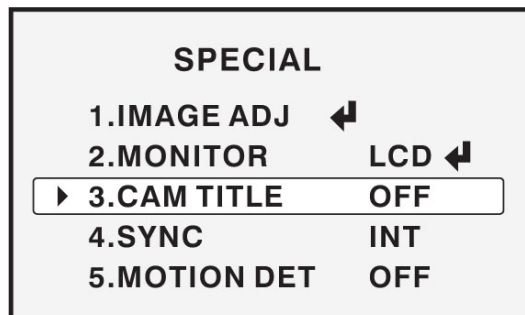 SPECIAL
1.IMAGE ADJ ↲
2.MONITOR LCD ↲
3.CAM TITLE OFF
4.SYNC INT
5.MOTION DET OFF